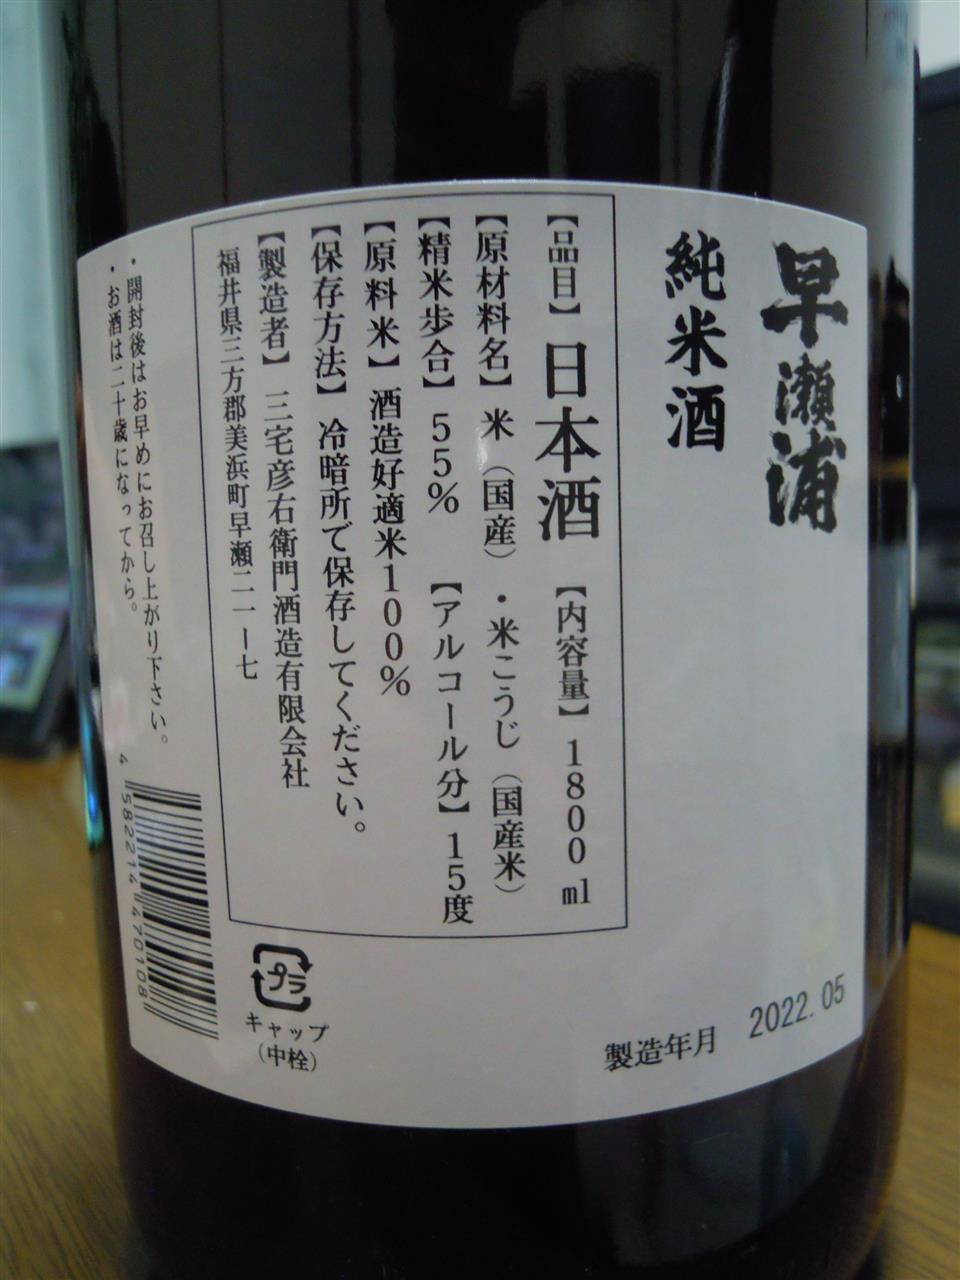 早瀬浦
純米酒
【品目】 日本酒 【内容量】 1800 ml
【原材料名】 米（国産）・米こうじ（国産米）
【精米歩合】 55% 【アルコール分】 15度
【原料米】 酒造好適米100%
【保存方法】 冷暗所で保存してください。
【製造者】 三宅彦右衛門酒造有限会社
福井県三方郡美浜町早瀬二一ー七
・開封後はお早めにお召し上がり下さい。
・お酒は二十歳になってから。
4 582214 470108
プラ
キャップ
（中栓）
製造年月 2022.05